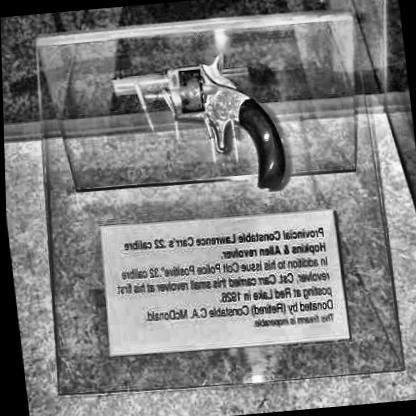 Provincial Constable Lawrence Carr's .22 calibre
Hopkins & Allen revolver.
In addition to his issue Colt Police Positive ".32 calibre
revolver, Cst. Carr carried this small revolver at his first
posting at Red Lake in 1926.
Donated by (Retired) Constable C.A. McDonald.
This firearm is inoperable.